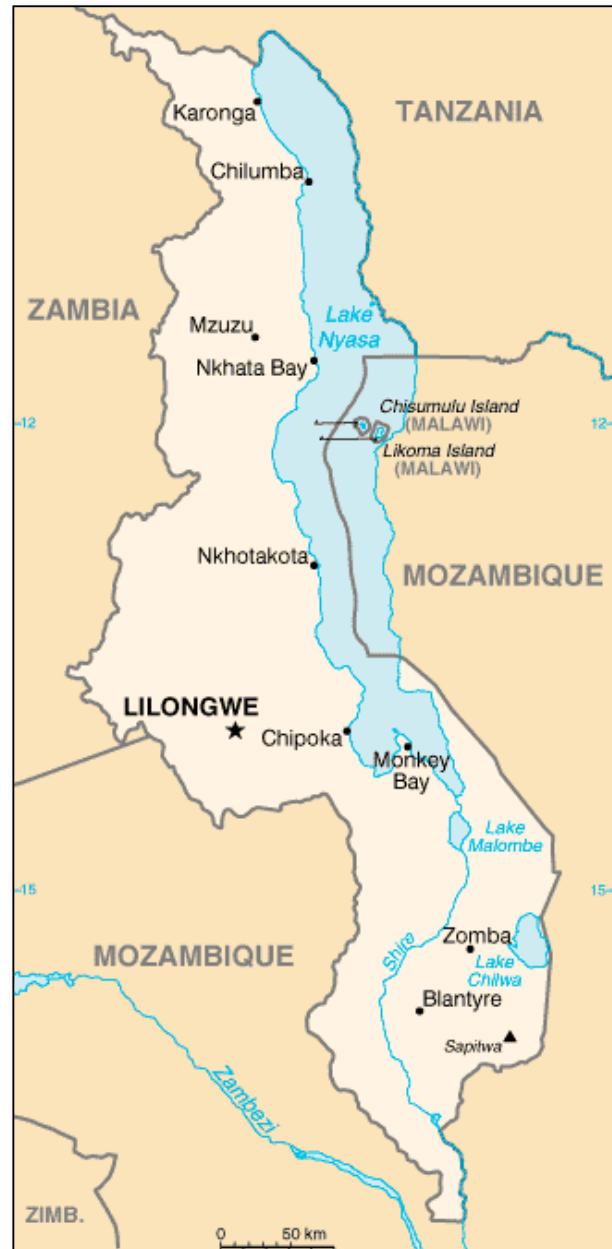 Karonga
TANZANIA
Chilumba
ZAMBIA
Mzuzu
Lake
Nyasa
Nkhata Bay
Chisumulu Island
(MALAWI)
12
12
Likoma Island
(MALAWI)
Nkhotakota
MOZAMBIQUE
LILONGWE
Chipoka
Monkey
Bay
Lake
Malombe
15
15
Zomba
MOZAMBIQUE
Shire
Lake
Chilwa
Blantyre
Sapitwa
Zambezi
ZIMB.
0 50 km